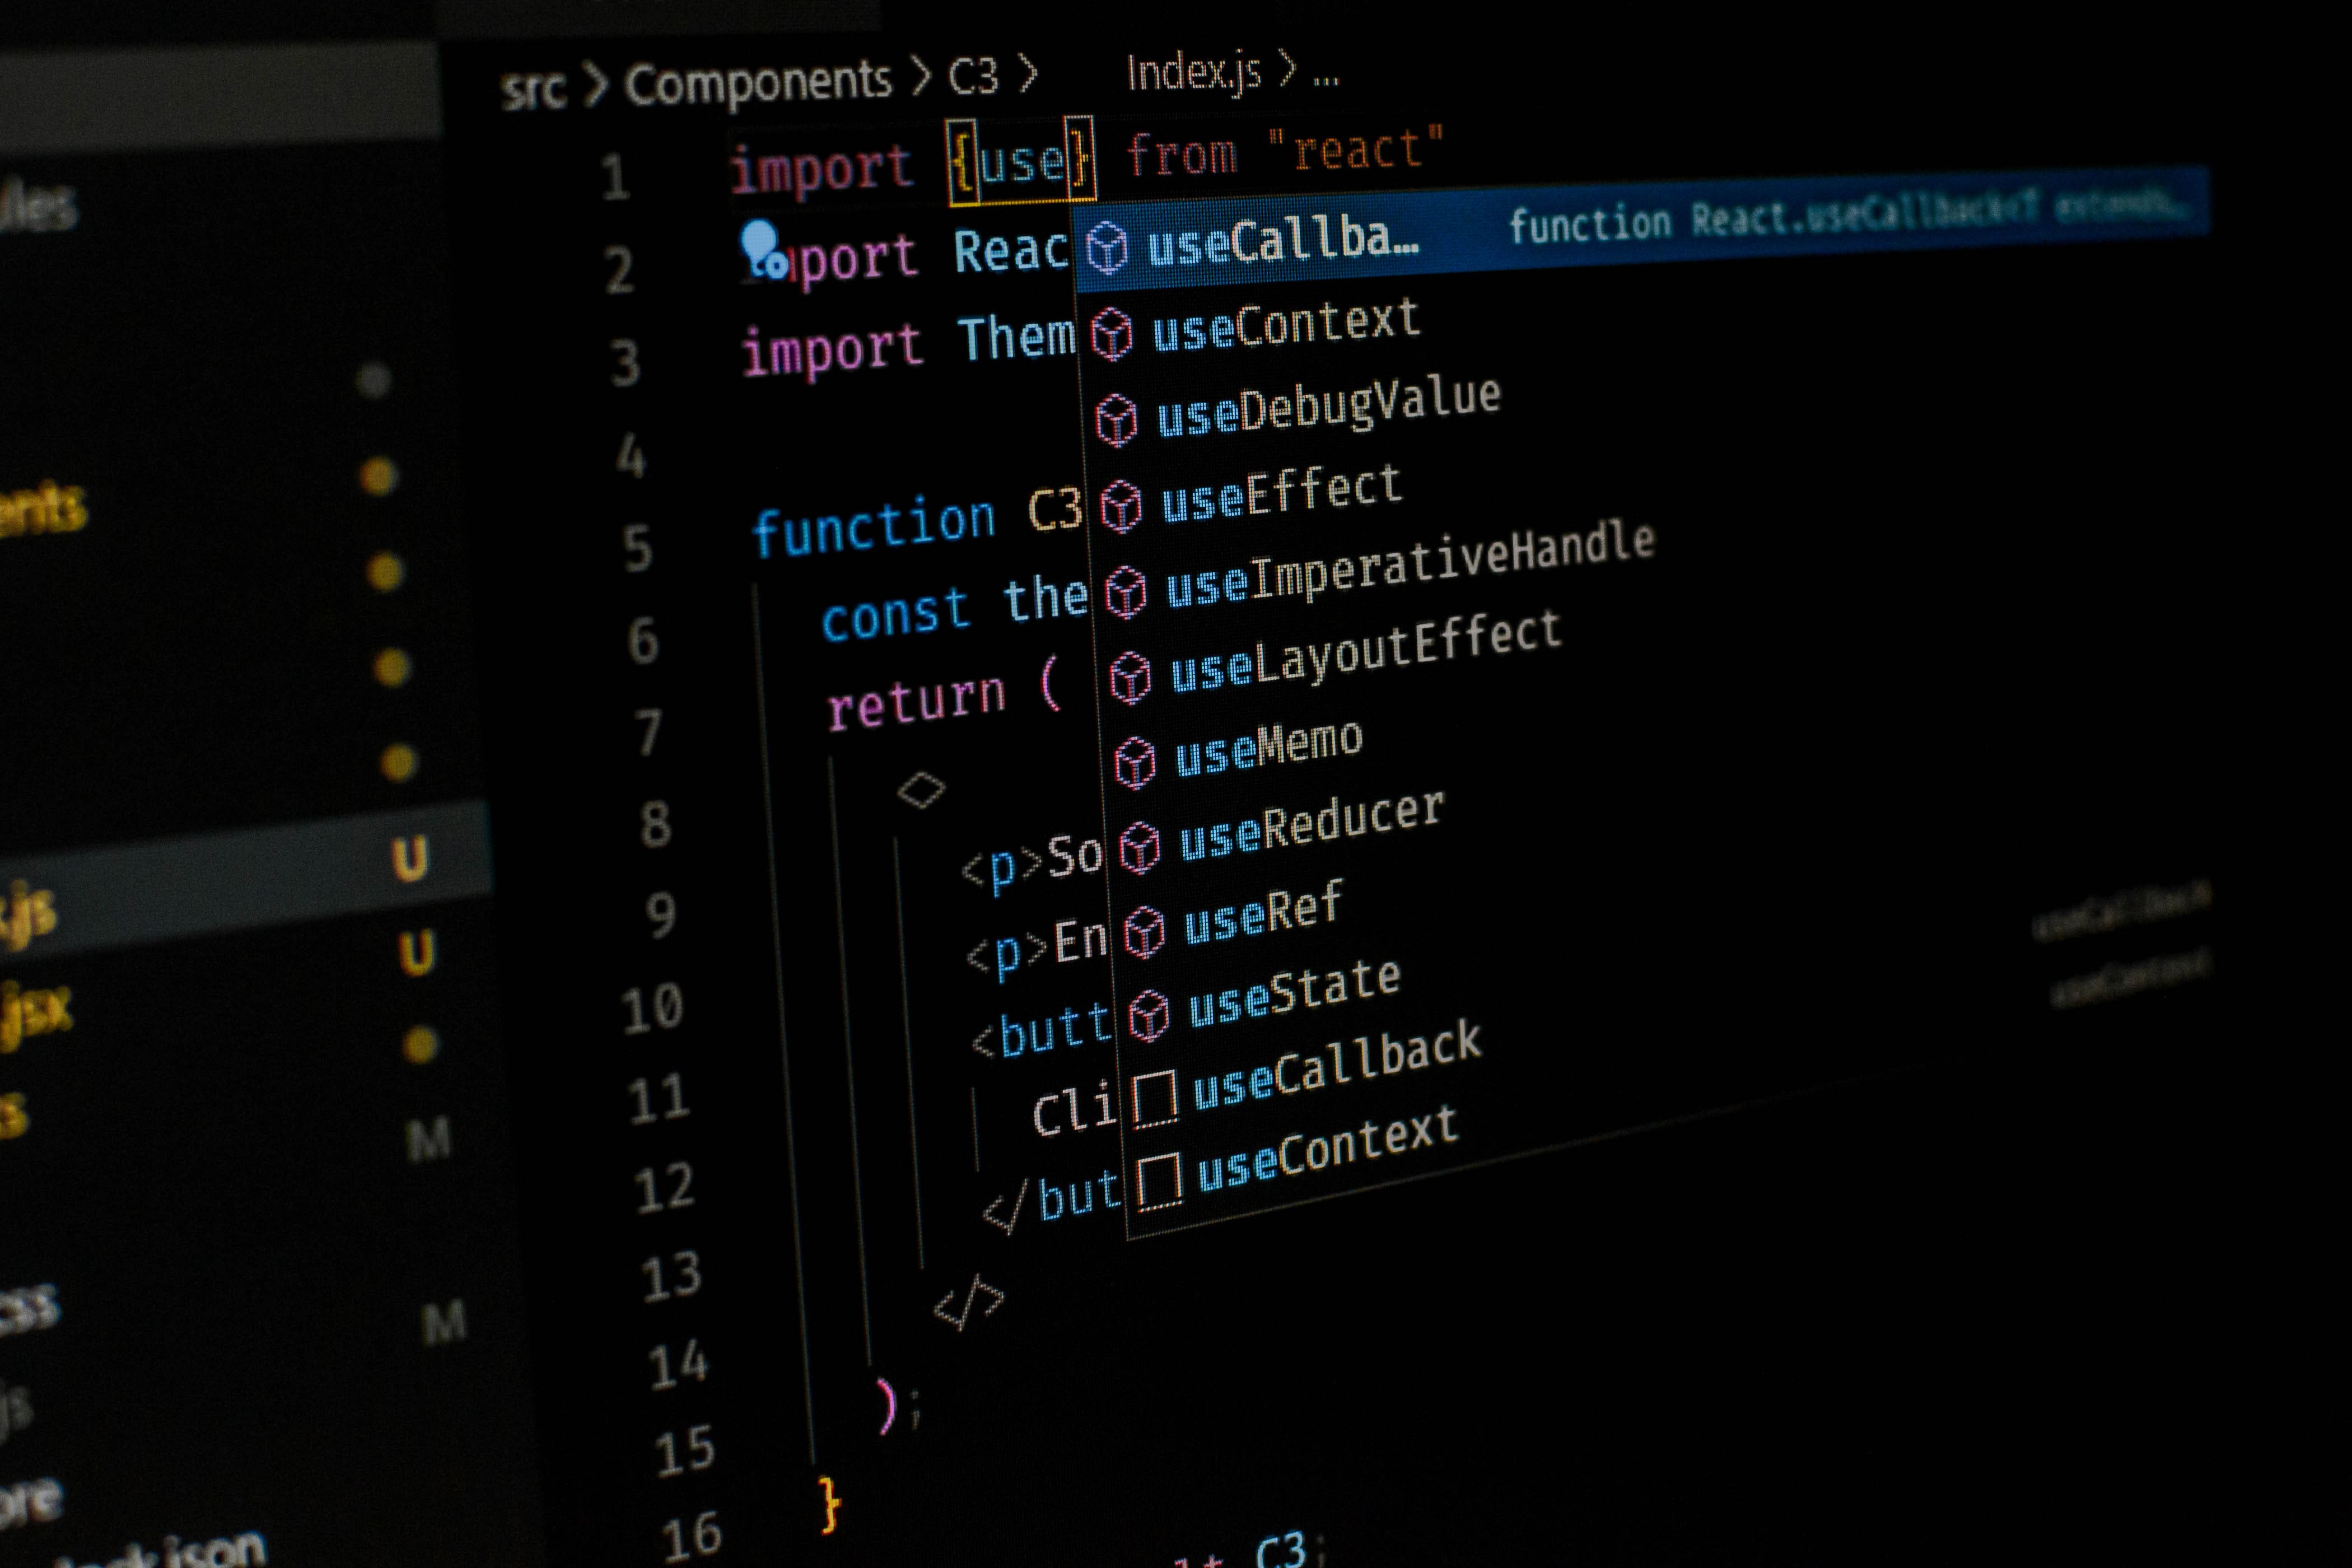 src > Components > C3 > Index.js > ...
1 import {use} from "react"
2 import Reac
3 import Them
4
5 function C3
6 const the
7 return (
8 <>
9 <p>So
10 <p>En
11 <butt
12 Cli
13 </but
14 </>
15 );
16 }
C3;
useCallba... function React.useCallback<T extends...
useContext
useDebugValue
useEffect
useImperativeHandle
useLayoutEffect
useMemo
useReducer
useRef
useState
useCallback useCallback
useContext useContext
ules
ents
U
.js U
.jsx
s
M
css M
js
ore
json